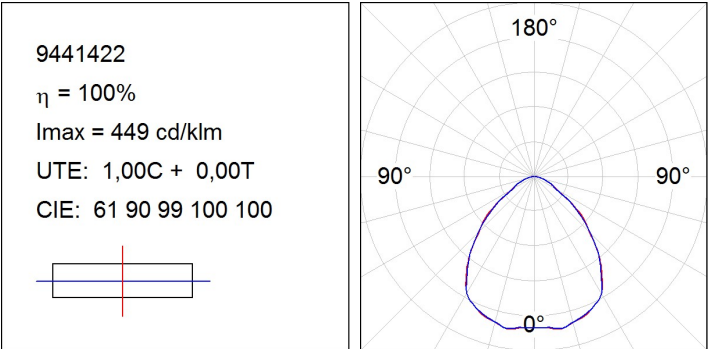 9441422
η = 100%
Imax = 449 cd/klm
UTE: 1,00C + 0,00T
CIE: 61 90 99 100 100
180°
90° 90°
0°